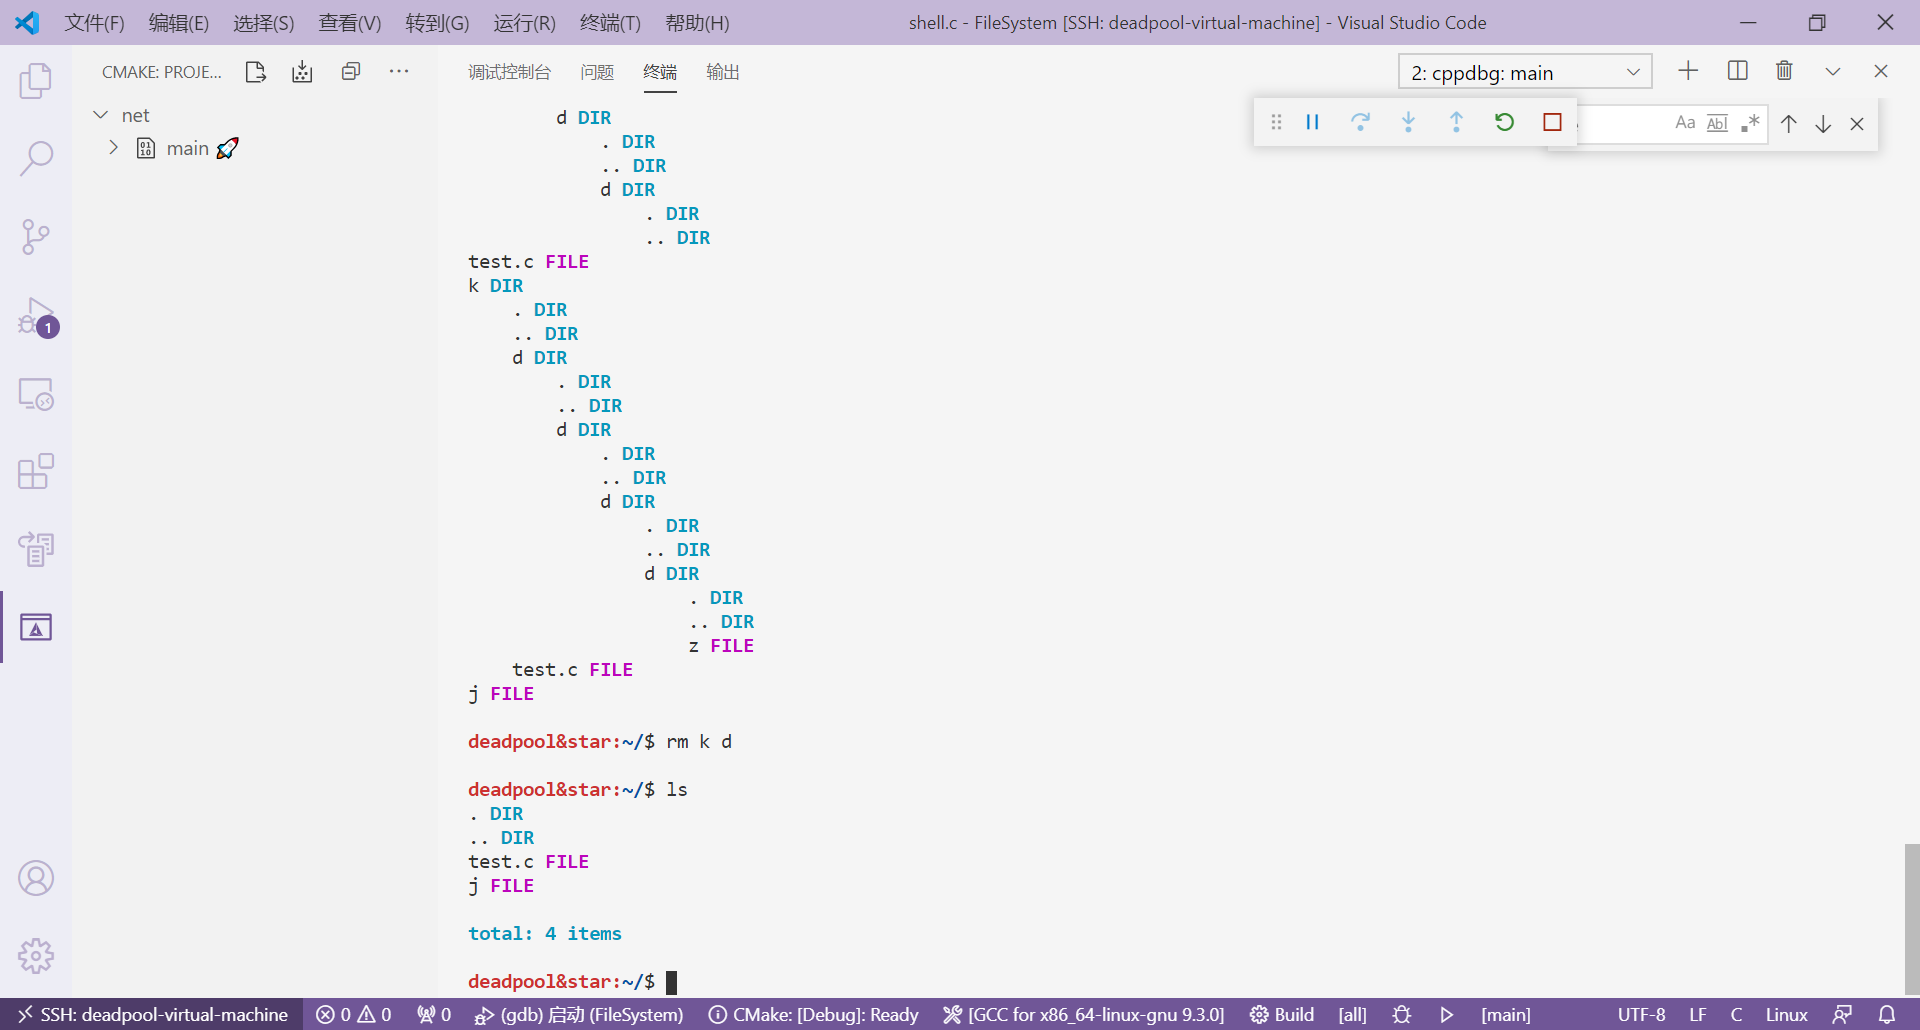 文件(F) 编辑(E) 选择(S) 查看(V) 转到(G) 运行(R) 终端(T) 帮助(H) shell.c - FileSystem [SSH: deadpool-virtual-machine] - Visual Studio Code
CMAKE: PROJE... 调试控制台 问题 终端 输出 2: cppdbg: main
net
main
Aa Abl .*
1
d DIR
. DIR
.. DIR
d DIR
. DIR
.. DIR
test.c FILE
k DIR
. DIR
.. DIR
d DIR
. DIR
.. DIR
d DIR
. DIR
.. DIR
d DIR
. DIR
.. DIR
d DIR
. DIR
.. DIR
z FILE
test.c FILE
j FILE
deadpool&star:~/$ rm k d
deadpool&star:~/$ ls
. DIR
.. DIR
test.c FILE
j FILE
total: 4 items
deadpool&star:~/$
SSH: deadpool-virtual-machine 0 0 0 (gdb) 启动 (FileSystem) CMake: [Debug]: Ready [GCC for x86_64-linux-gnu 9.3.0] Build [all] [main] UTF-8 LF C Linux